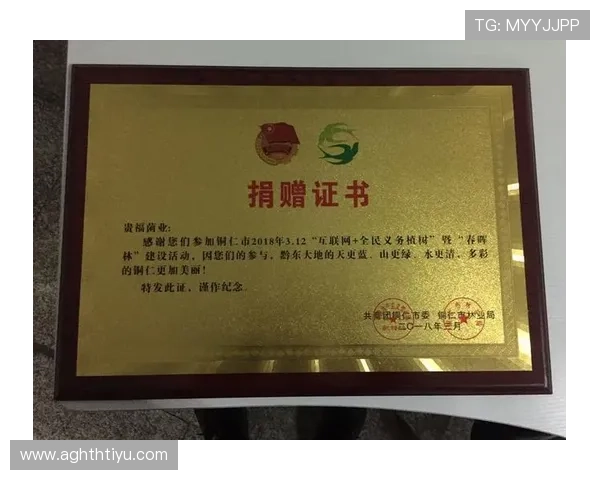 TG: MYYJJPP
捐赠证书
贵福菌业:
感谢您们参加铜仁市2018年3.12“互联网+全民义务植树”暨“春晖
林”建设活动，因您们的参与，黔东大地的天更蓝、山更绿、水更清，多彩
的铜仁更加美丽！
特发此证，谨作纪念
共青团铜仁市委 铜仁市林业局
二〇一八年三月
www.aghthtiyu.com